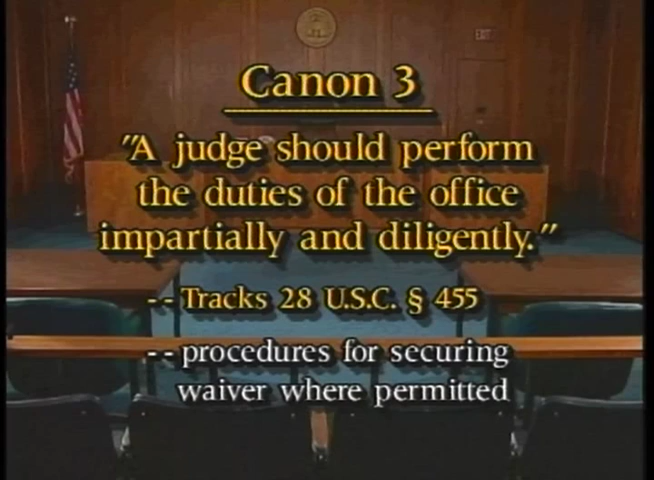 EXIT
Canon 3
"A judge should perform
the duties of the office
impartially and diligently."
-- Tracks 28 U.S.C. § 455
-- procedures for securing
waiver where permitted